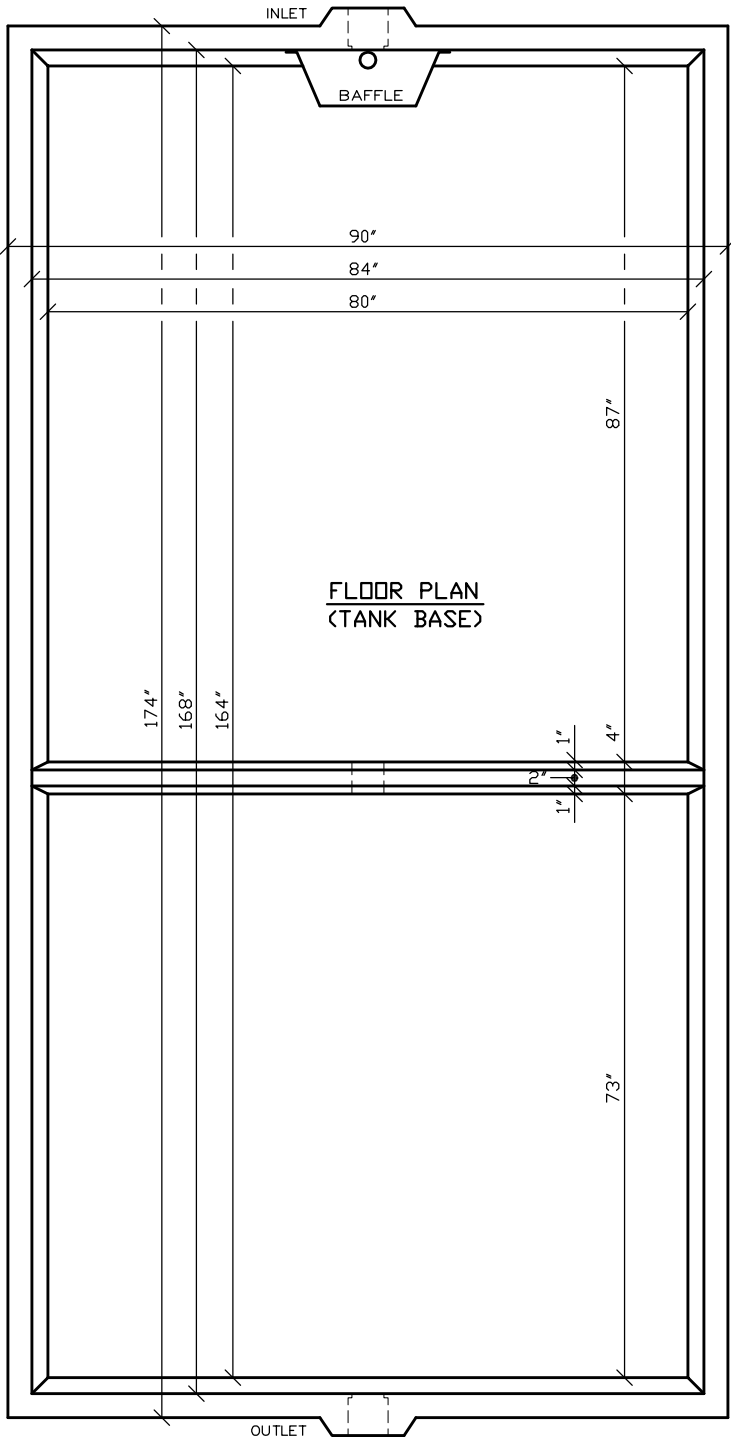 INLET
BAFFLE
90"
84"
80"
87"
FLOOR PLAN
(TANK BASE)
174"
168"
164"
1"
4"
2"
1"
73"
OUTLET